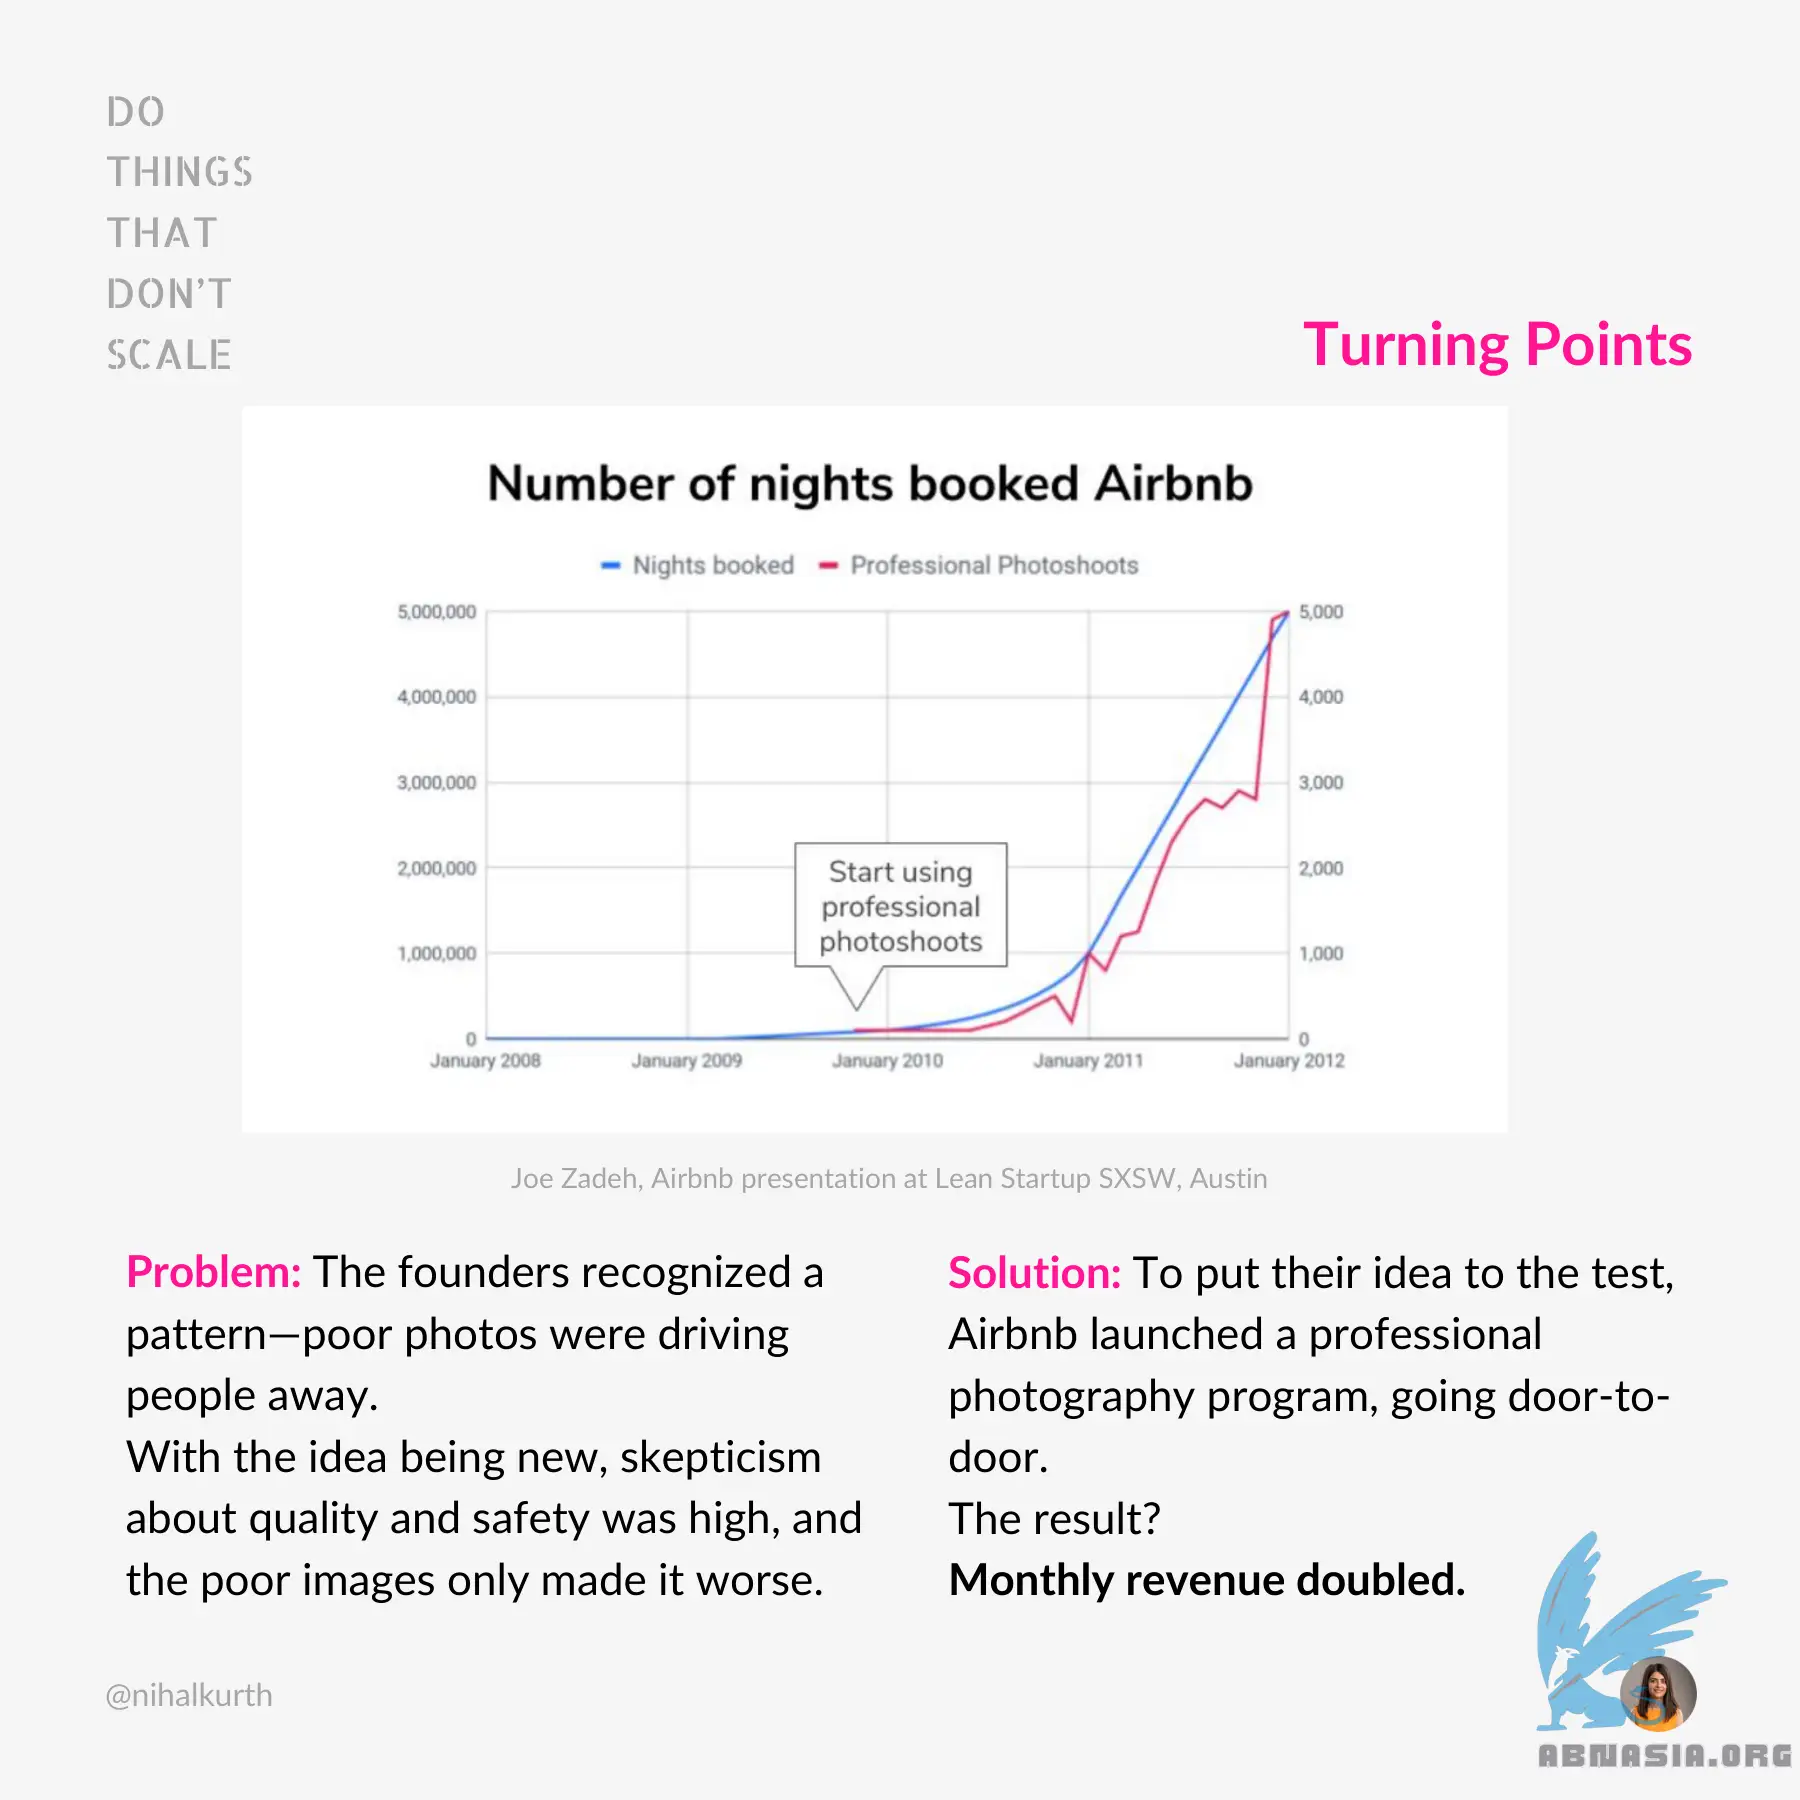 DO
THINGS
THAT
DON'T
SCALE
Turning Points
Number of nights booked Airbnb
Nights booked
Professional Photoshoots
5,000,000
4,000,000
3,000,000
2,000,000
1,000,000
0
5,000
4,000
3,000
2,000
1,000
0
Start using
professional
photoshoots
January 2008
January 2009
January 2010
January 2011
January 2012
Joe Zadeh, Airbnb presentation at Lean Startup SXSW, Austin
Problem: The founders recognized a
pattern—poor photos were driving
people away.
With the idea being new, skepticism
about quality and safety was high, and
the poor images only made it worse.
Solution: To put their idea to the test,
Airbnb launched a professional
photography program, going door-to-
door.
The result?
Monthly revenue doubled.
@nihalkurth
ABNASIA.ORG